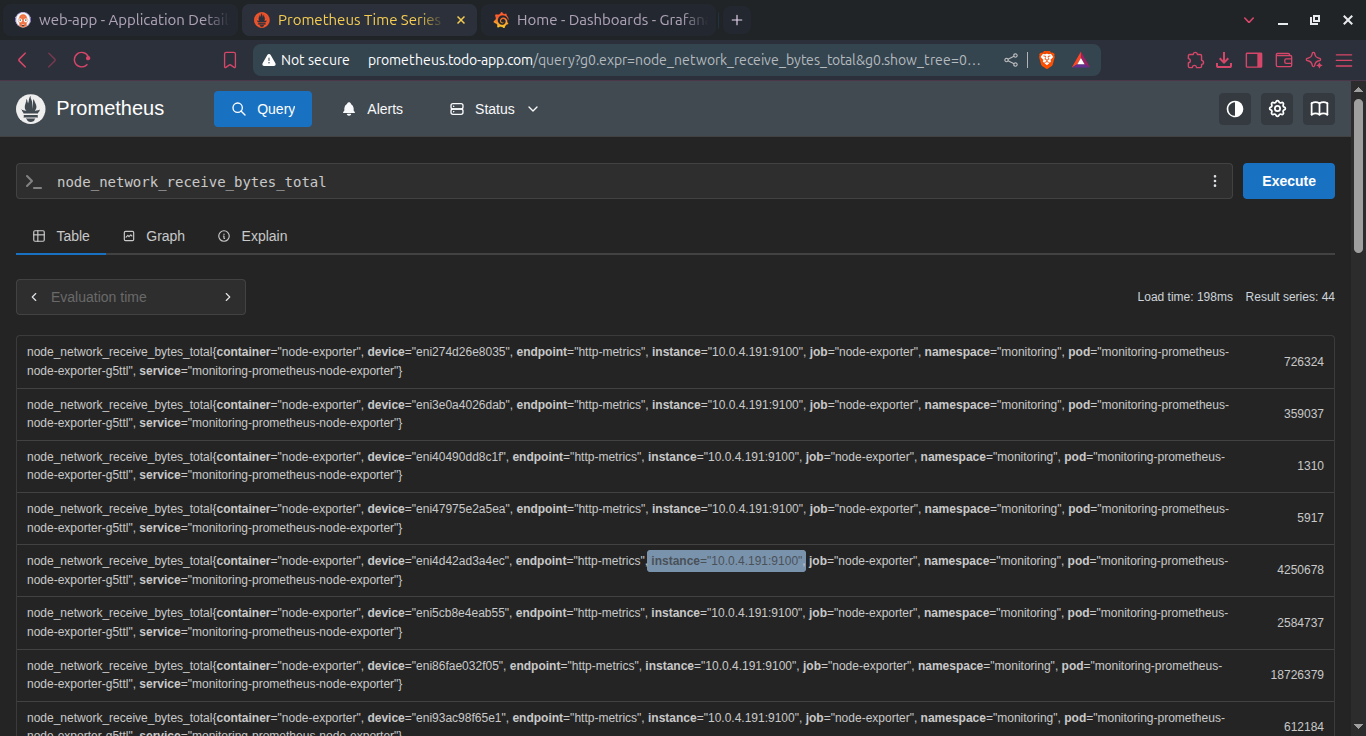 web-app - Application Detail
Prometheus Time Series
Home - Dashboards - Grafan
Not secure prometheus.todo-app.com/query?g0.expr=node_network_receive_bytes_total&g0.show_tree=0...
Prometheus
Query
Alerts
Status
>_ node_network_receive_bytes_total
Execute
Table
Graph
Explain
Evaluation time
Load time: 198ms Result series: 44
node_network_receive_bytes_total{container="node-exporter", device="eni274d26e8035", endpoint="http-metrics", instance="10.0.4.191:9100", job="node-exporter", namespace="monitoring", pod="monitoring-prometheus-
node-exporter-g5ttl", service="monitoring-prometheus-node-exporter"}
726324
node_network_receive_bytes_total{container="node-exporter", device="eni3e0a4026dab", endpoint="http-metrics", instance="10.0.4.191:9100", job="node-exporter", namespace="monitoring", pod="monitoring-prometheus-
node-exporter-g5ttl", service="monitoring-prometheus-node-exporter"}
359037
node_network_receive_bytes_total{container="node-exporter", device="eni40490dd8c1f", endpoint="http-metrics", instance="10.0.4.191:9100", job="node-exporter", namespace="monitoring", pod="monitoring-prometheus-
node-exporter-g5ttl", service="monitoring-prometheus-node-exporter"}
1310
node_network_receive_bytes_total{container="node-exporter", device="eni47975e2a5ea", endpoint="http-metrics", instance="10.0.4.191:9100", job="node-exporter", namespace="monitoring", pod="monitoring-prometheus-
node-exporter-g5ttl", service="monitoring-prometheus-node-exporter"}
5917
node_network_receive_bytes_total{container="node-exporter", device="eni4d42ad3a4ec", endpoint="http-metrics", instance="10.0.4.191:9100", job="node-exporter", namespace="monitoring", pod="monitoring-prometheus-
node-exporter-g5ttl", service="monitoring-prometheus-node-exporter"}
4250678
node_network_receive_bytes_total{container="node-exporter", device="eni5cb8e4eab55", endpoint="http-metrics", instance="10.0.4.191:9100", job="node-exporter", namespace="monitoring", pod="monitoring-prometheus-
node-exporter-g5ttl", service="monitoring-prometheus-node-exporter"}
2584737
node_network_receive_bytes_total{container="node-exporter", device="eni86fae032f05", endpoint="http-metrics", instance="10.0.4.191:9100", job="node-exporter", namespace="monitoring", pod="monitoring-prometheus-
node-exporter-g5ttl", service="monitoring-prometheus-node-exporter"}
18726379
node_network_receive_bytes_total{container="node-exporter", device="eni93ac98f65e1", endpoint="http-metrics", instance="10.0.4.191:9100", job="node-exporter", namespace="monitoring", pod="monitoring-prometheus-
node-exporter-g5ttl", service="monitoring-prometheus-node-exporter"}
612184